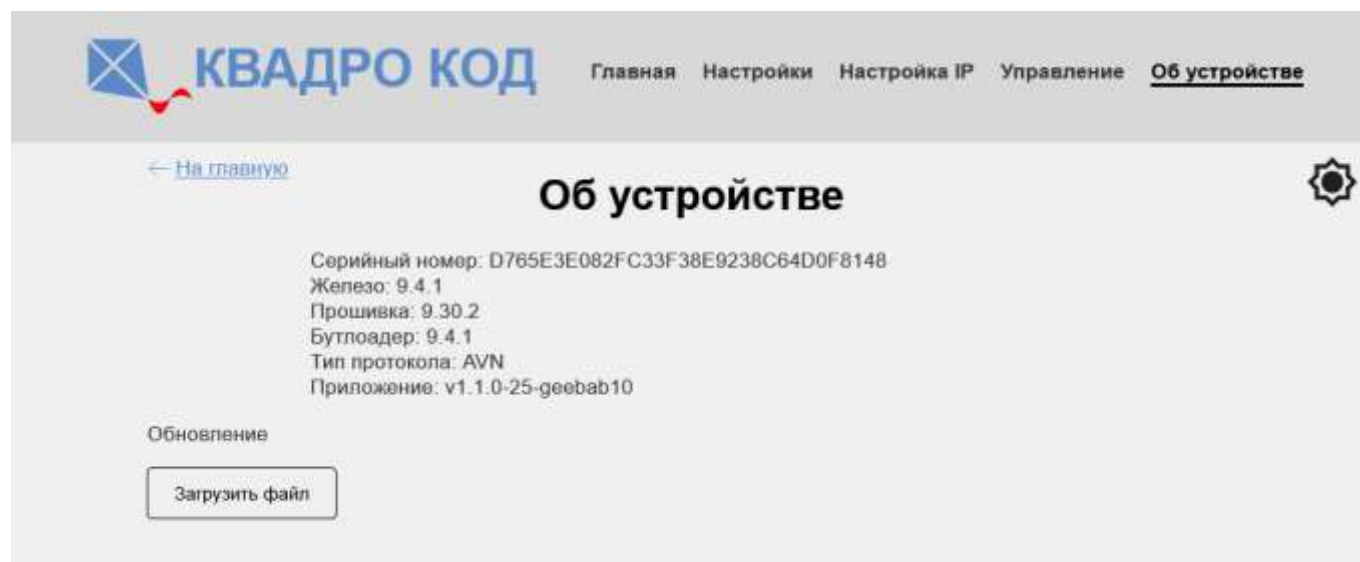 КВАДРО КОД
Главная Настройки Настройка IP Управление Об устройстве
← На главную
Об устройстве
Серийный номер: D765E3E082FC33F38E9238C64D0F8148
Железо: 9.4.1
Прошивка: 9.30.2
Бутлоадер: 9.4.1
Тип протокола: AVN
Приложение: v1.1.0-25-geebab10
Обновление
Загрузить файл